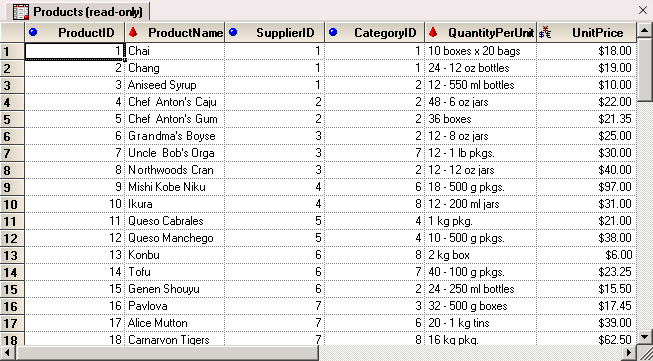 Products (read-only)
ProductID ProductName SupplierID CategoryID QuantityPerUnit UnitPrice
1 1 Chai 1 1 10 boxes x 20 bags $18.00
2 2 Chang 1 1 24 - 12 oz bottles $19.00
3 3 Aniseed Syrup 1 2 12 - 550 ml bottles $10.00
4 4 Chef Anton's Caju 2 2 48 - 6 oz jars $22.00
5 5 Chef Anton's Gum 2 2 36 boxes $21.35
6 6 Grandma's Boyse 3 2 12 - 8 oz jars $25.00
7 7 Uncle Bob's Orga 3 7 12 - 1 lb pkgs. $30.00
8 8 Northwoods Cran 3 2 12 - 12 oz jars $40.00
9 9 Mishi Kobe Niku 4 6 18 - 500 g pkgs. $97.00
10 10 Ikura 4 8 12 - 200 ml jars $31.00
11 11 Queso Cabrales 5 4 1 kg pkg. $21.00
12 12 Queso Manchego 5 4 10 - 500 g pkgs. $38.00
13 13 Konbu 6 8 2 kg box $6.00
14 14 Tofu 6 7 40 - 100 g pkgs. $23.25
15 15 Genen Shouyu 6 2 24 - 250 ml bottles $15.50
16 16 Pavlova 7 3 32 - 500 g boxes $17.45
17 17 Alice Mutton 7 6 20 - 1 kg tins $39.00
18 18 Carnarvon Tigers 7 8 16 kg pkg. $62.50